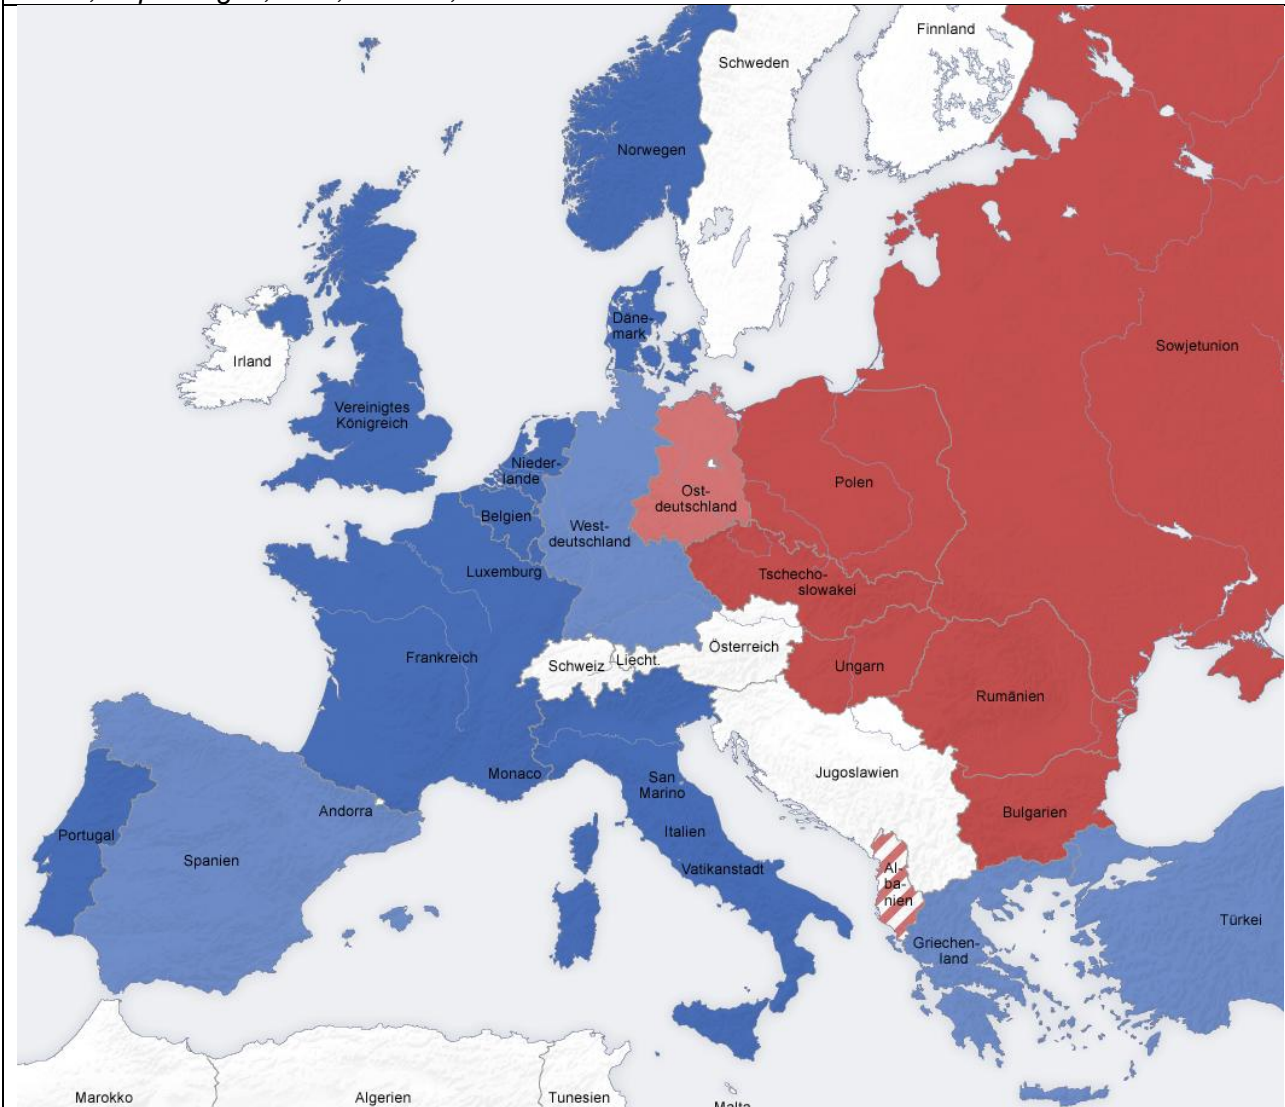 Finnland
Schweden
Norwegen
Däne-
mark
Sowjetunion
Irland
Vereinigtes
Königreich
Nieder-
lande
Ost-
deutschland
Polen
Belgien
West-
deutschland
Luxemburg
Tschecho-
slowakei
Frankreich
Schweiz
Liecht.
Österreich
Ungarn
Rumänien
Monaco
San
Marino
Jugoslawien
Andorra
Bulgarien
Portugal
Italien
Spanien
Vatikanstadt
Al-
ba-
nien
Türkei
Griechen-
land
Marokko
Algerien
Tunesien
Malta